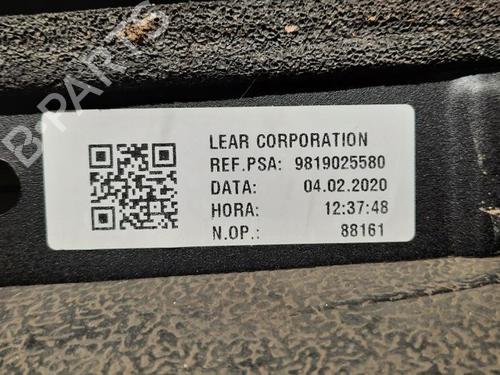 LEAR CORPORATION
REF.PSA: 9819025580
DATA: 04.02.2020
HORA: 12:37:48
N.OP.: 88161
B-PARTS